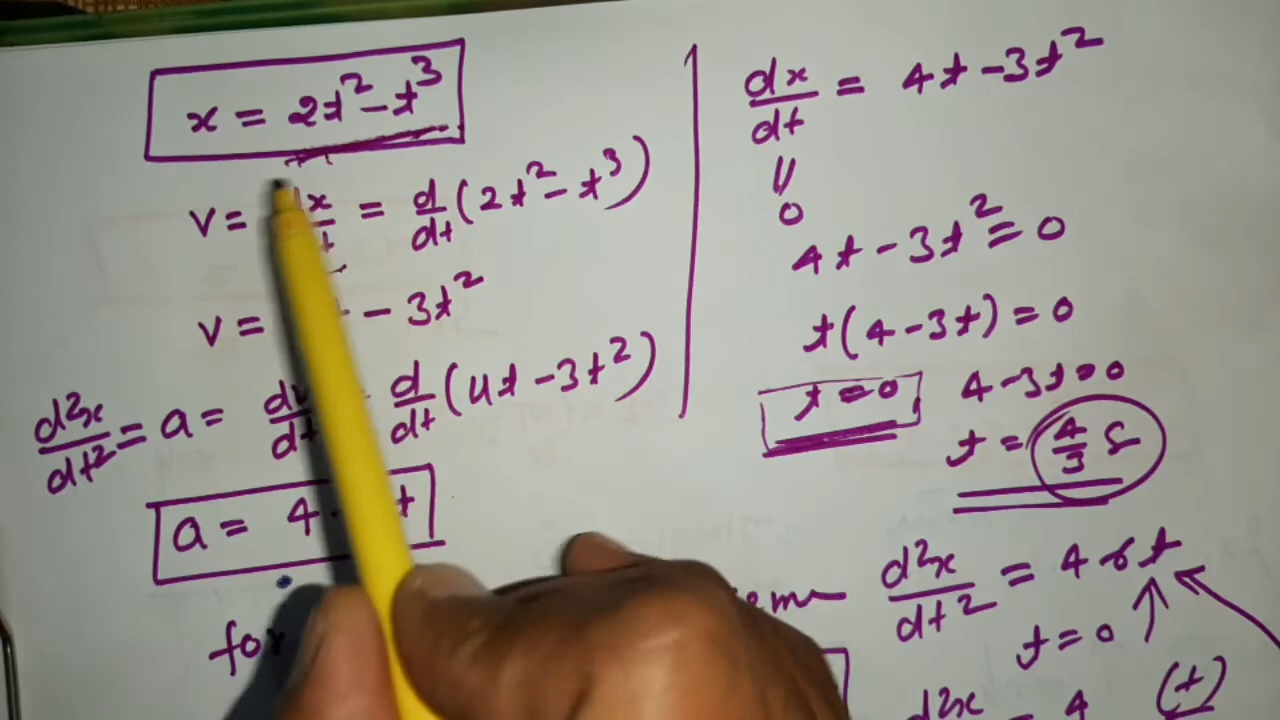 x = 2t² - t³
v = dx = d/dt (2t² - t³)
v = - 3t²
d²x/dt² = a = d/dt (4t - 3t²)
a = 4 t
for
dx/dt = 4t - 3t²
0
4t - 3t² = 0
t(4 - 3t) = 0
t = 0 4 - 3t = 0
t = 4/3 s
d²x/dt² = 4 - 6t
t = 0
d²x = 4 (+)